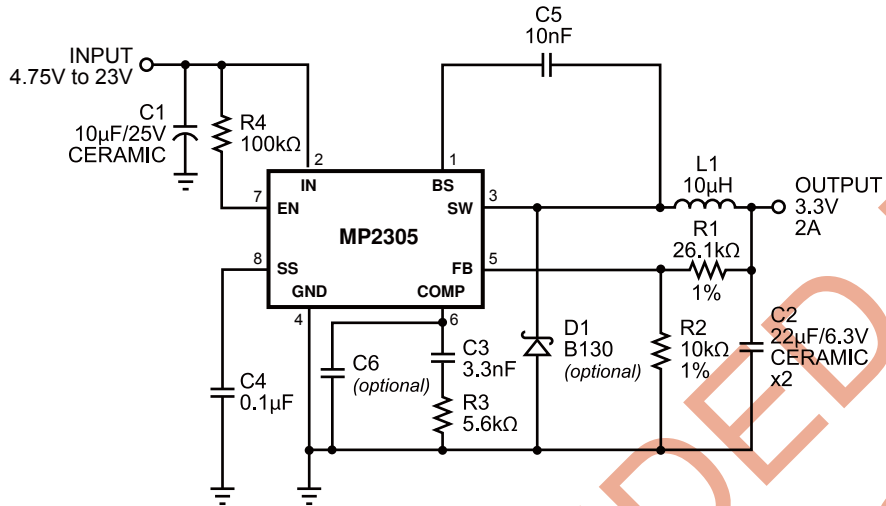 C5
10nF
INPUT
4.75V to 23V
C1
10µF/25V
CERAMIC
R4
100kΩ
2
1
IN
BS
L1
10µH
OUTPUT
3.3V
2A
7
EN
SW
3
MP2305
R1
26.1kΩ
1%
8
SS
FB
5
GND
COMP
4
6
C4
0.1µF
C6
(optional)
C3
3.3nF
R3
5.6kΩ
D1
B130
(optional)
R2
10kΩ
1%
C2
22µF/6.3V
CERAMIC
x2
DED